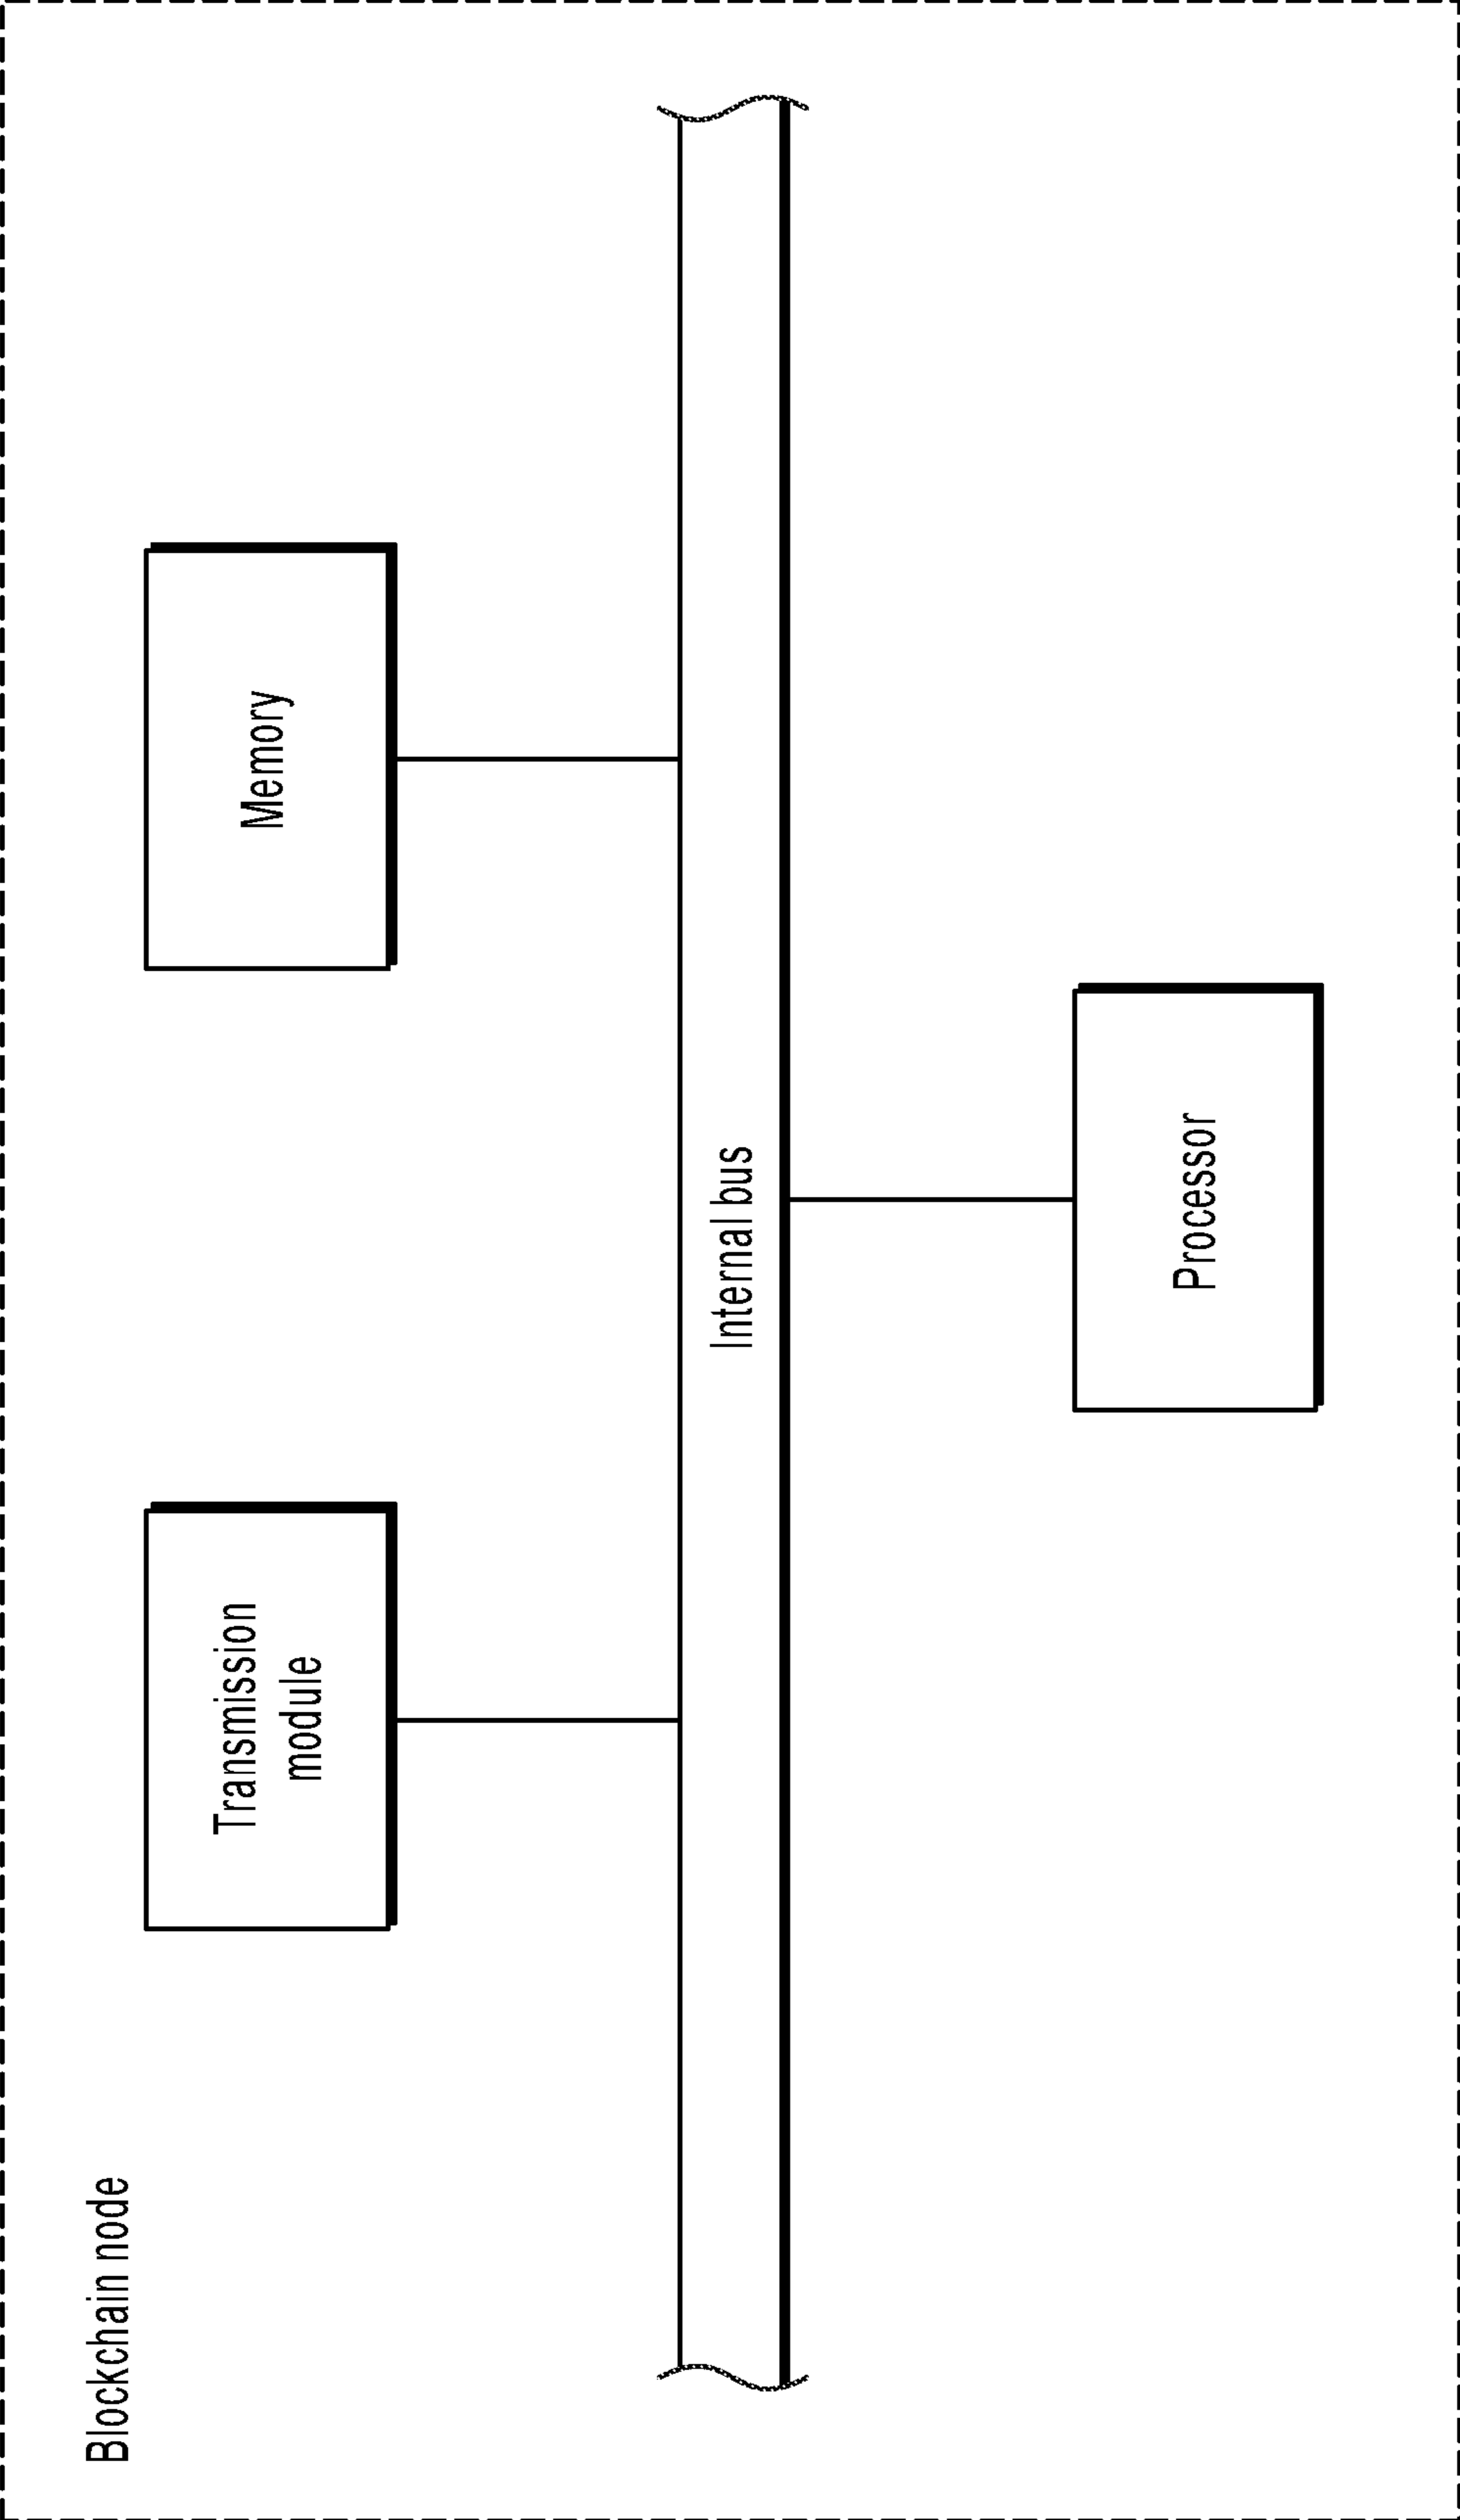 Blockchain node
Transmission
module
Memory
Internal bus
Processor